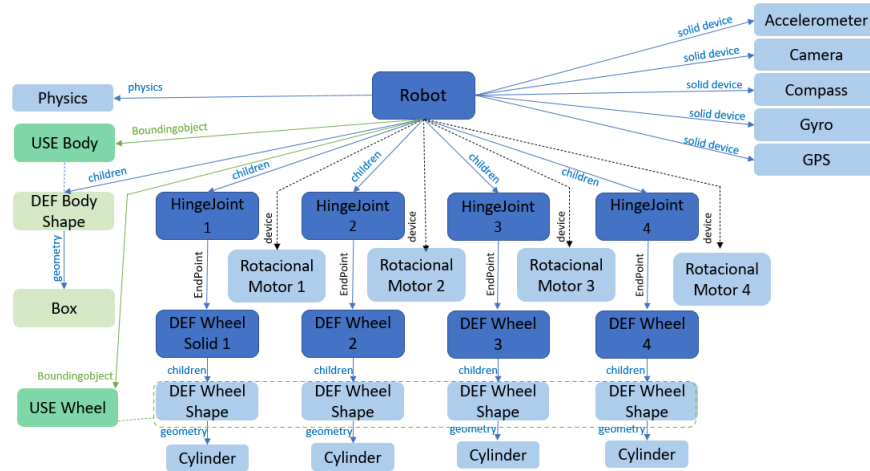 Accelerometer
solid device
Camera
solid device
Robot
physics
Physics
solid device
Compass
Boundingobject
USE Body
solid device
Gyro
solid device
GPS
children
children
children
children
children
DEF Body
Shape
HingeJoint
1
HingeJoint
2
HingeJoint
3
HingeJoint
4
device
device
device
device
geometry
Rotacional
Motor 1
Rotacional
Motor 2
Rotacional
Motor 3
Rotacional
Motor 4
EndPoint
EndPoint
EndPoint
EndPoint
Box
DEF Wheel
Solid 1
DEF Wheel
2
DEF Wheel
3
DEF Wheel
4
Boundingobject
children
children
children
children
USE Wheel
DEF Wheel
Shape
DEF Wheel
Shape
DEF Wheel
Shape
DEF Wheel
Shape
geometry
geometry
geometry
geometry
Cylinder
Cylinder
Cylinder
Cylinder